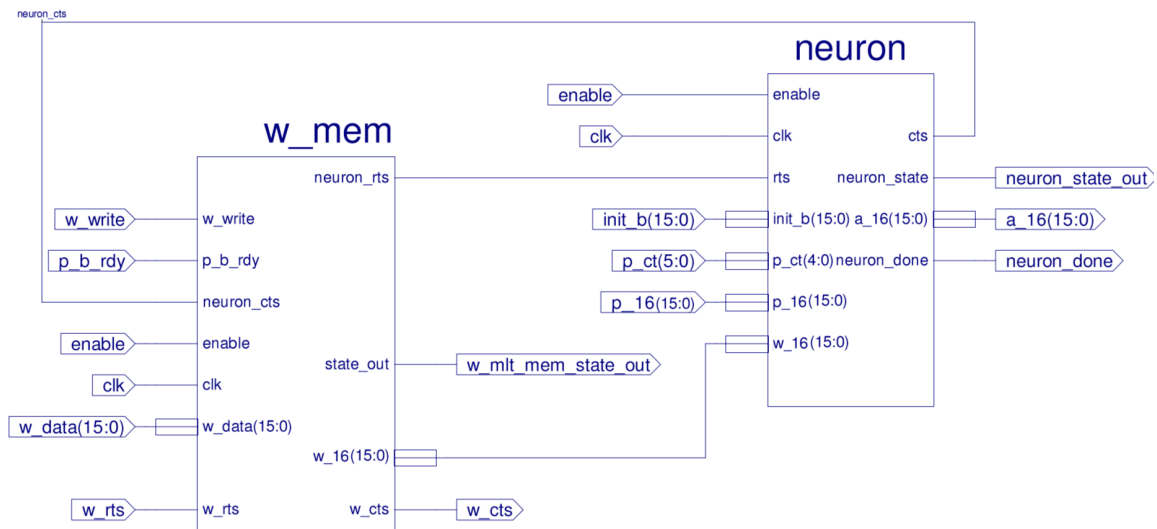 neuron_cts
neuron
enable
enable
w_mem
clk
clk
cts
neuron_rts
rts
neuron_state
neuron_state_out
w_write
w_write
init_b(15:0)
init_b(15:0)
a_16(15:0)
a_16(15:0)
p_b_rdy
p_b_rdy
p_ct(5:0)
p_ct(4:0)
neuron_done
neuron_done
neuron_cts
p_16(15:0)
p_16(15:0)
enable
enable
w_16(15:0)
state_out
w_mlt_mem_state_out
clk
clk
w_data(15:0)
w_data(15:0)
w_16(15:0)
w_rts
w_rts
w_cts
w_cts